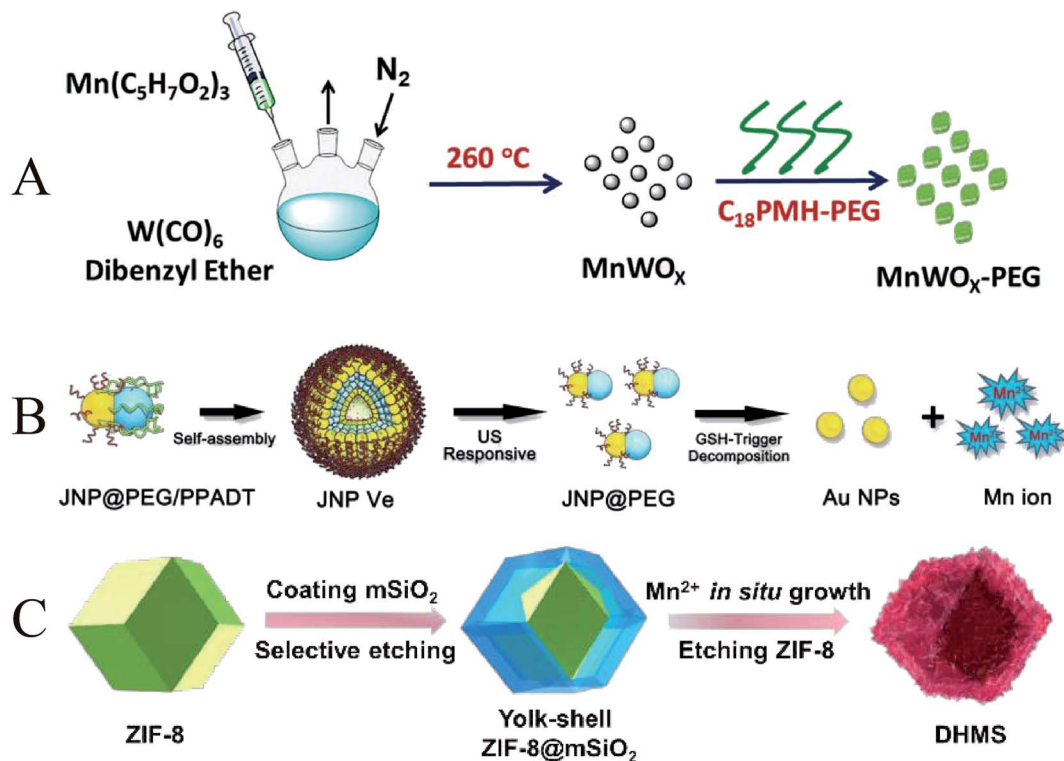 A
Mn(C₅H₇O₂)₃
N₂
W(CO)₆
Dibenzyl Ether
260 °C
MnWOₓ
C₁₈PMH-PEG
MnWOₓ-PEG
B
JNP@PEG/PPADT
Self-assembly
JNP Ve
US
Responsive
JNP@PEG
GSH-Trigger
Decomposition
Au NPs
+
Mn²
Mn
Mn²
Mn ion
C
ZIF-8
Coating mSiO₂
Selective etching
Yolk-shell
ZIF-8@mSiO₂
Mn²⁺ in situ growth
Etching ZIF-8
DHMS